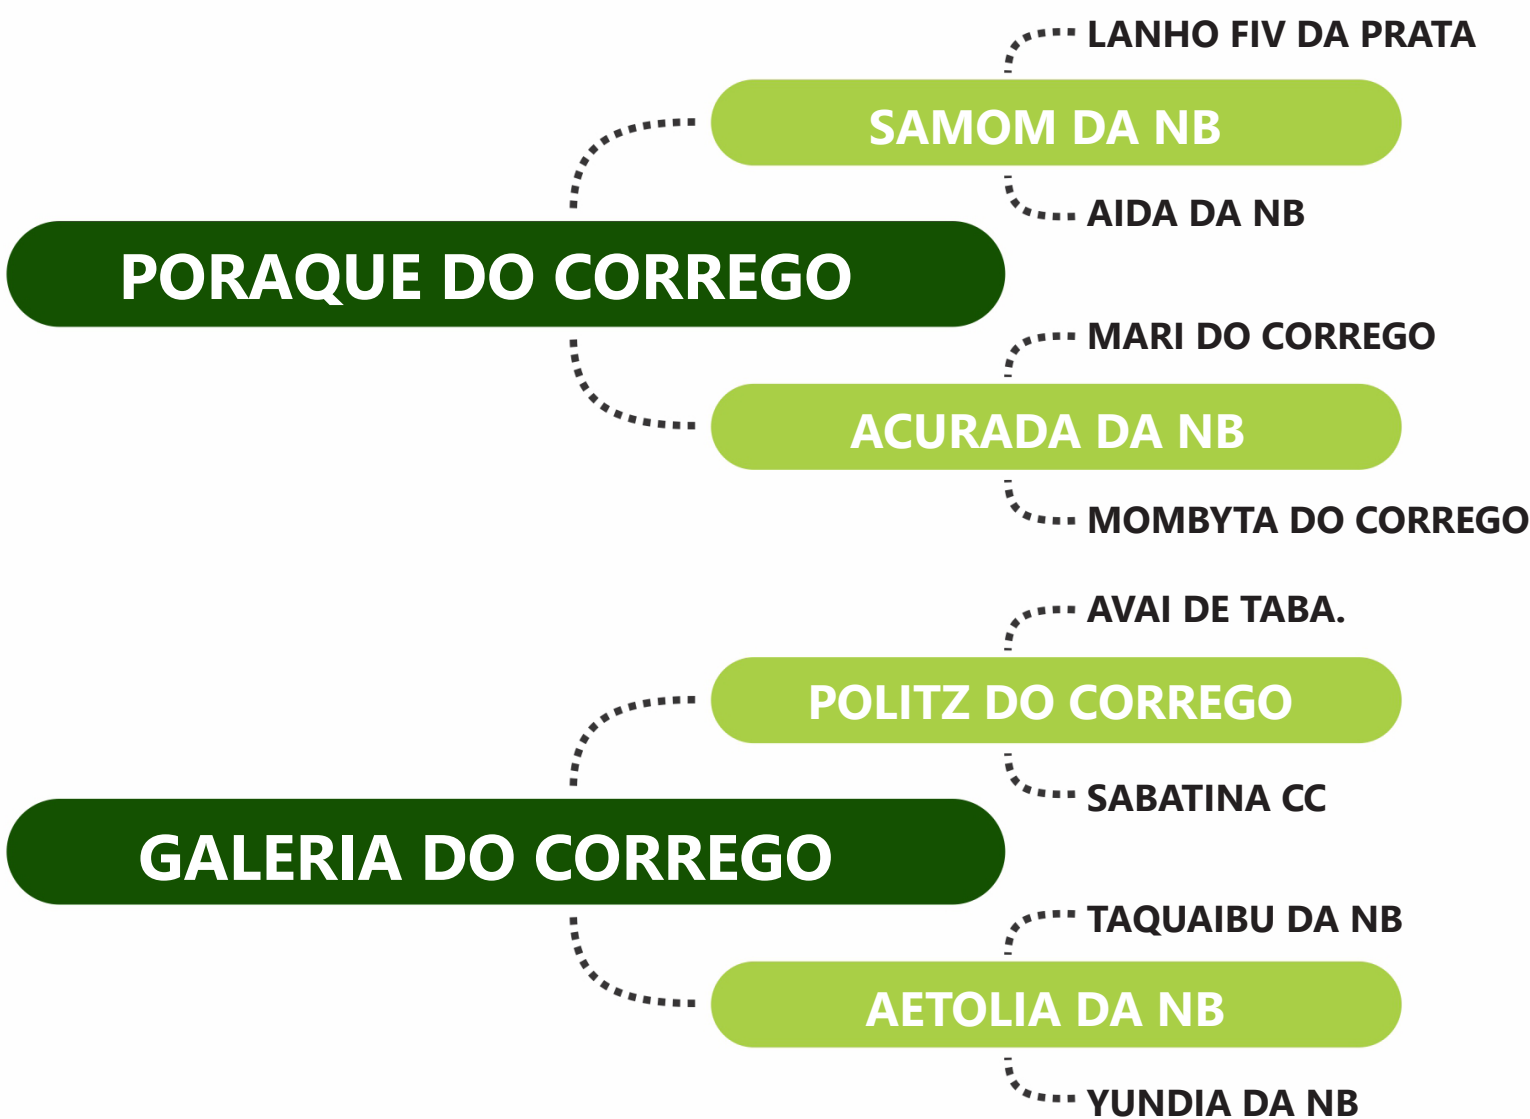 LANHO FIV DA PRATA
SAMOM DA NB
AIDA DA NB
PORAQUE DO CORREGO
MARI DO CORREGO
ACURADA DA NB
MOMBYTA DO CORREGO
AVAI DE TABA.
POLITZ DO CORREGO
SABATINA CC
GALERIA DO CORREGO
TAQUAIBU DA NB
AETOLIA DA NB
YUNDIA DA NB